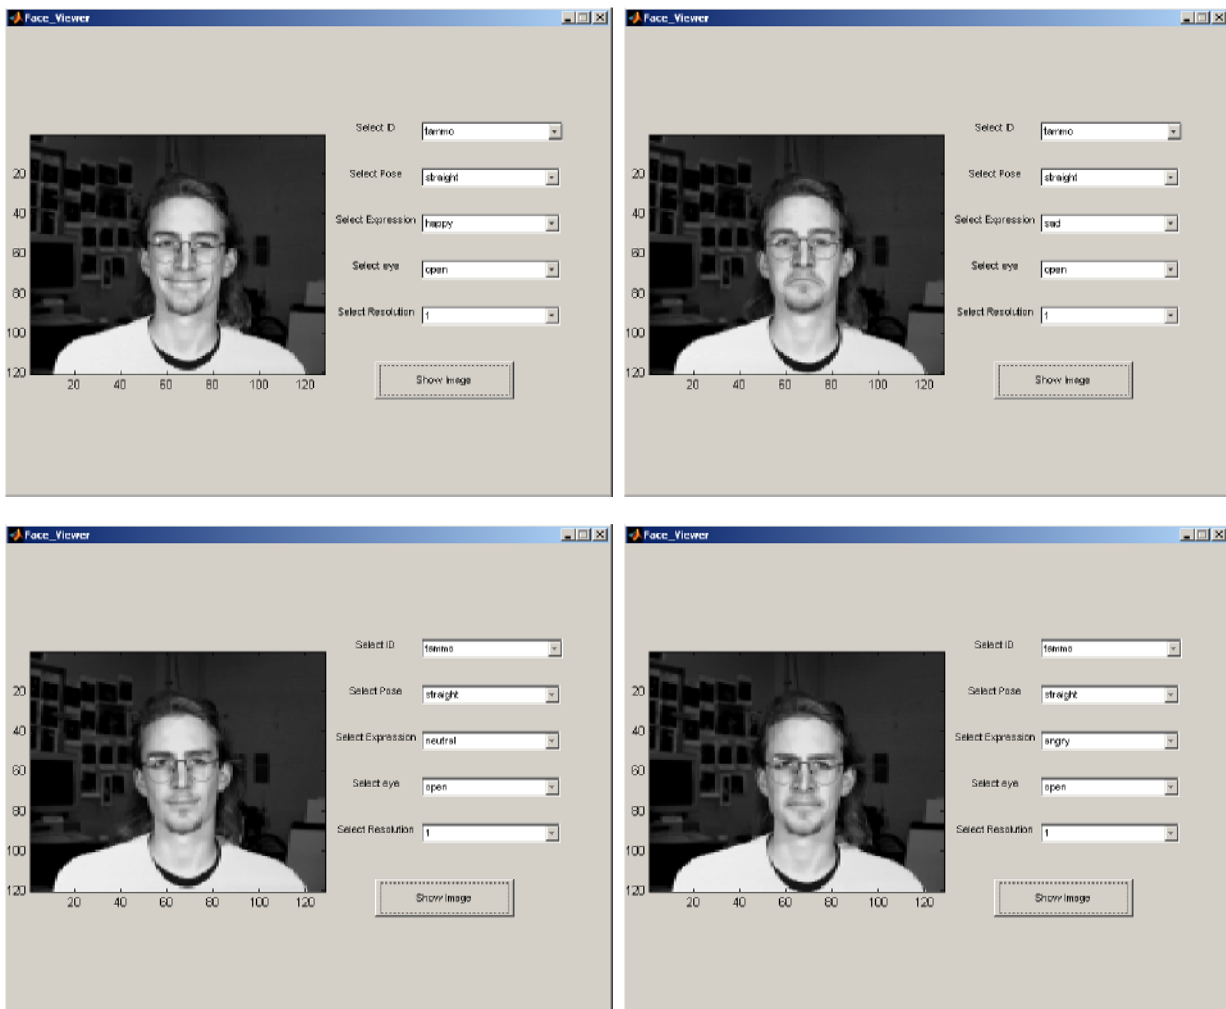 Face_Viewer
Select ID tammo
20
Select Pose straight
40
Select Expression happy
60
Select eye open
80
Select Resolution 1
100
120
20 40 60 80 100 120
Show Image
Face_Viewer
Select ID tammo
20
Select Pose straight
40
Select Expression sad
60
Select eye open
80
Select Resolution 1
100
120
20 40 60 80 100 120
Show Image
Face_Viewer
Select ID tammo
20
Select Pose straight
40
Select Expression neutral
60
Select eye open
80
Select Resolution 1
100
120
20 40 60 80 100 120
Show Image
Face_Viewer
Select ID tammo
20
Select Pose straight
40
Select Expression angry
60
Select eye open
80
Select Resolution 1
100
120
20 40 60 80 100 120
Show Image